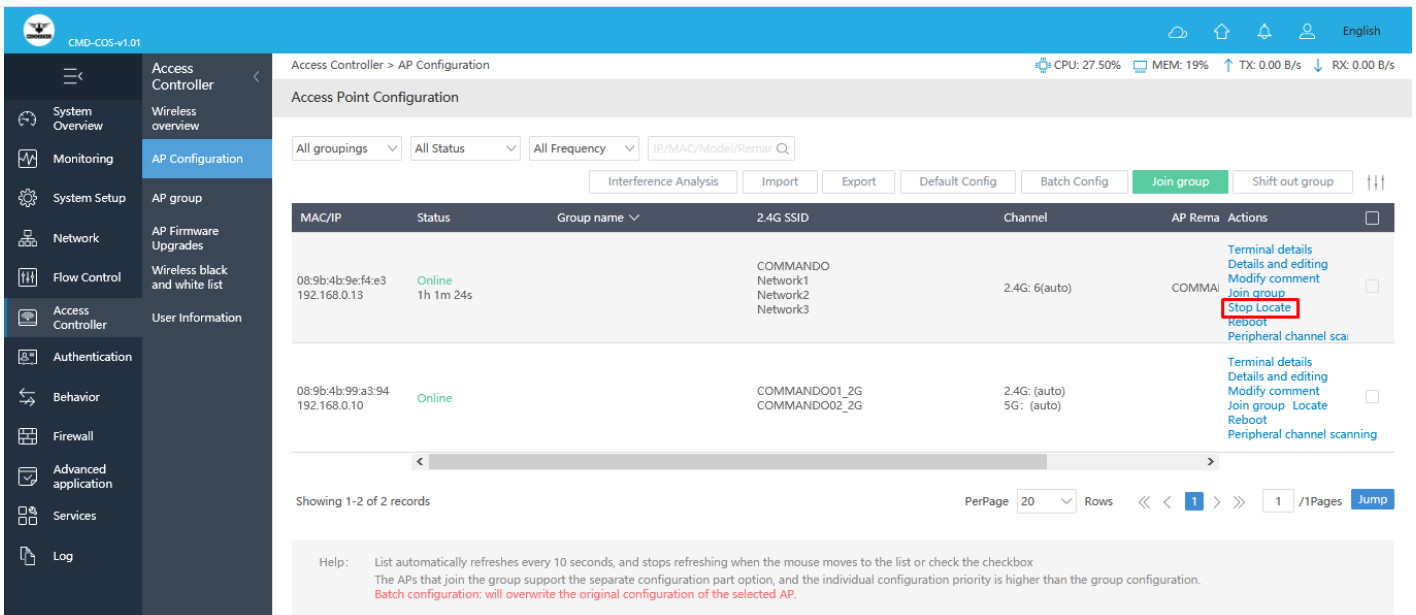 CMD-COS-v1.01
English
Access Controller > AP Configuration
CPU: 27.50% MEM: 19% TX: 0.00 B/s RX: 0.00 B/s
Access Point Configuration
System
Overview
Monitoring
System Setup
Network
Flow Control
Access
Controller
Authentication
Behavior
Firewall
Advanced
application
Services
Log
Access
Controller
Wireless
overview
AP Configuration
AP group
AP Firmware
Upgrades
Wireless black
and white list
User Information
All groupings All Status All Frequency IP/MAC/Model/Remar
Interference Analysis Import Export Default Config Batch Config Join group Shift out group
MAC/IP Status Group name 2.4G SSID Channel AP Rema Actions
08:9b:4b:9e:f4:e3
192.168.0.13
Online
1h 1m 24s
COMMANDO
Network1
Network2
Network3
2.4G: 6(auto)
COMMA
Terminal details
Details and editing
Modify comment
Join group
Stop Locate
Reboot
Peripheral channel sca
08:9b:4b:99:a3:94
192.168.0.10
Online
COMMANDO01_2G
COMMANDO02_2G
2.4G: (auto)
5G: (auto)
Terminal details
Details and editing
Modify comment
Join group Locate
Reboot
Peripheral channel scanning
Showing 1-2 of 2 records
PerPage 20 Rows 1 1 /1Pages Jump
Help: List automatically refreshes every 10 seconds, and stops refreshing when the mouse moves to the list or check the checkbox
The APs that join the group support the separate configuration part option, and the individual configuration priority is higher than the group configuration.
Batch configuration: will overwrite the original configuration of the selected AP.